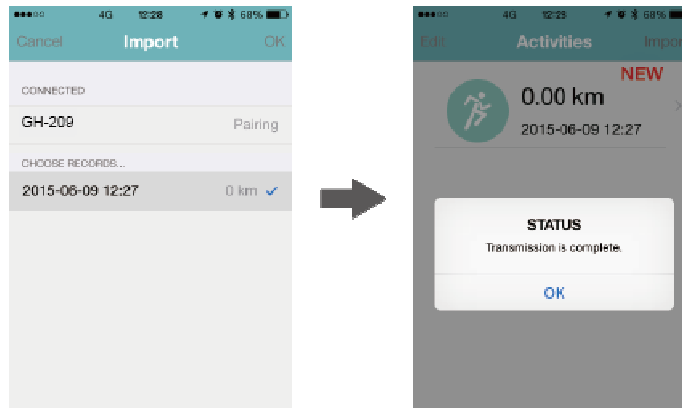 4G 12:28 68%
Cancel Import OK
CONNECTED
GH-209 Pairing
CHOOSE RECORDS...
2015-06-09 12:27 0 km
4G 12:28 68%
Edit Activities Impor
NEW
0.00 km
2015-06-09 12:27
STATUS
Transmission is complete.
OK